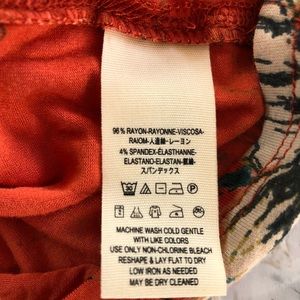 96% RAYON-RAYONNE-VISCOSA-
RAIOM-人造絲-レーヨン
4% SPANDEX-ÉLASTHANNE-
ELASTANO-ELASTAN-氨綸-
スパンデックス
MACHINE WASH COLD GENTLE
WITH LIKE COLORS
USE ONLY NON-CHLORINE BLEACH
RESHAPE & LAY FLAT TO DRY
LOW IRON AS NEEDED
MAY BE DRY CLEANED